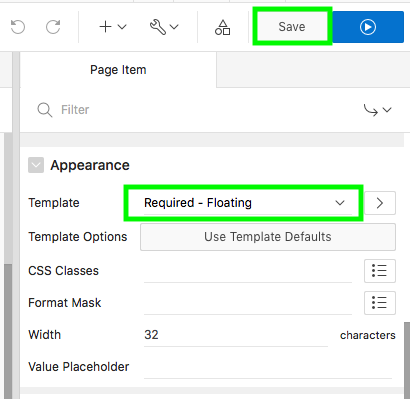 Save
Page Item
Filter
Appearance
Template Required - Floating
Template Options Use Template Defaults
CSS Classes
Format Mask
Width 32 characters
Value Placeholder